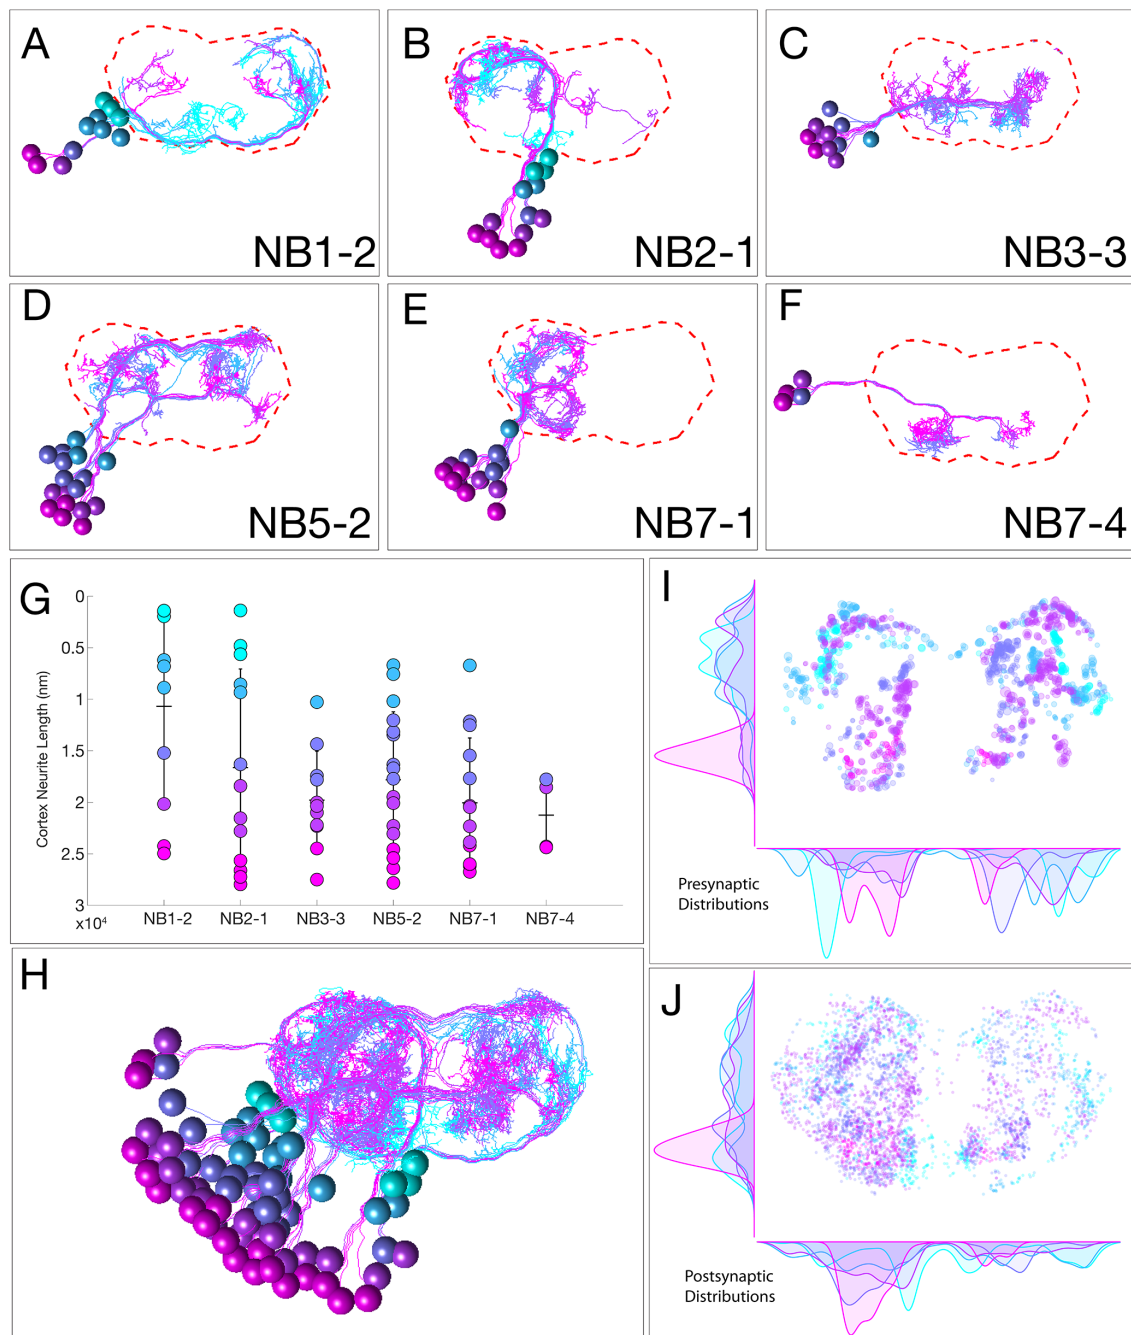 A
NB1-2
B
NB2-1
C
NB3-3
D
NB5-2
E
NB7-1
F
NB7-4
G
Cortex Neurite Length (nm)
0
0.5
1
1.5
2
2.5
3
x10⁴
NB1-2 NB2-1 NB3-3 NB5-2 NB7-1 NB7-4
H
I
Presynaptic
Distributions
J
Postsynaptic
Distributions